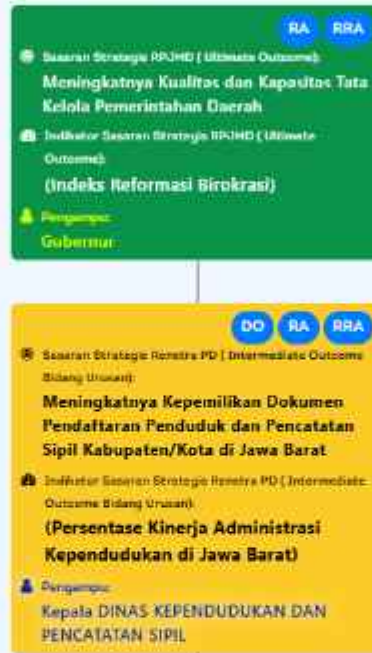 RA RRA
Sasaran Strategis RPJMD ( Ultimate Outcome):
Meningkatnya Kualitas dan Kapasitas Tata
Kelola Pemerintahan Daerah
Indikator Sasaran Strategis RPJMD ( Ultimate
Outcome):
(Indeks Reformasi Birokrasi)
Pengampu:
Gubernur
DO RA RRA
Sasaran Strategis Renstra PD ( Intermediate Outcome
Bidang Urusan):
Meningkatnya Kepemilikan Dokumen
Pendaftaran Penduduk dan Pencatatan
Sipil Kabupaten/Kota di Jawa Barat
Indikator Sasaran Strategis Renstra PD ( Intermediate
Outcome Bidang Urusan):
(Persentase Kinerja Administrasi
Kependudukan di Jawa Barat)
Pengampu:
Kepala DINAS KEPENDUDUKAN DAN
PENCATATAN SIPIL